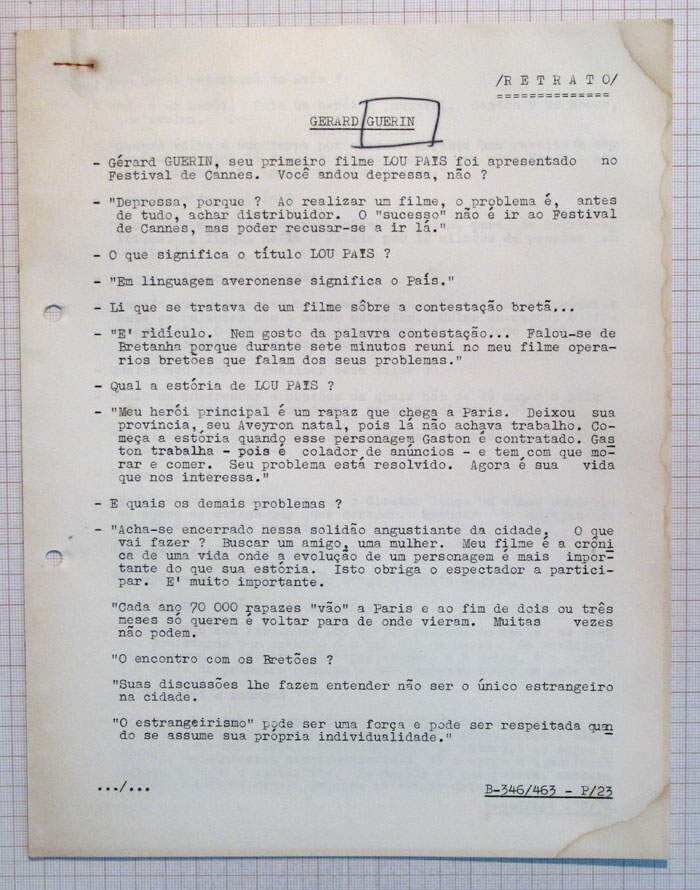 /R E T R A T O/
GERARD GUERIN
- Gérard GUERIN, seu primeiro filme LOU PAIS foi apresentado no
Festival de Cannes. Você andou depressa, não ?
- "Depressa, porque ? Ao realizar um filme, o problema é, antes
de tudo, achar distribuidor. O "sucesso" não é ir ao Festival
de Cannes, mas poder recusar-se a ir lá."
- O que significa o título LOU PAIS ?
- "Em linguagem averonense significa o País."
- Li que se tratava de um filme sôbre a contestação bretã...
- "E' ridículo. Nem gosto da palavra contestação... Falou-se de
Bretanha porque durante sete minutos reuni no meu filme opera-
rios bretões que falam dos seus problemas."
- Qual a estória de LOU PAIS ?
- "Meu herói principal é um rapaz que chega a Paris. Deixou sua
provincia, seu Aveyron natal, pois lá não achava trabalho. Co-
meça a estória quando esse personagem Gaston é contratado. Gas
ton trabalha - pois é colador de anúncios - e tem com que mo-
rar e comer. Seu problema está resolvido. Agora é sua vida
que nos interessa."
- E quais os demais problemas ?
- "Acha-se encerrado nessa solidão angustiante da cidade. O que
vai fazer ? Buscar um amigo, uma mulher. Meu filme é a crôni
ca de uma vida onde a evolução de um personagem é mais impor-
tante do que sua estória. Isto obriga o espectador a partici-
par. E' muito importante.
"Cada ano 70 000 rapazes "vão" a Paris e ao fim de dois ou três
meses só querem é voltar para de onde vieram. Muitas vezes
não podem.
"O encontro com os Bretões ?
"Suas discussões lhe fazem entender não ser o único estrangeiro
na cidade.
"O estrangeirismo" pode ser uma força e pode ser respeitada quan
do se assume sua própria individualidade."
.../...
B-346/463 - P/23